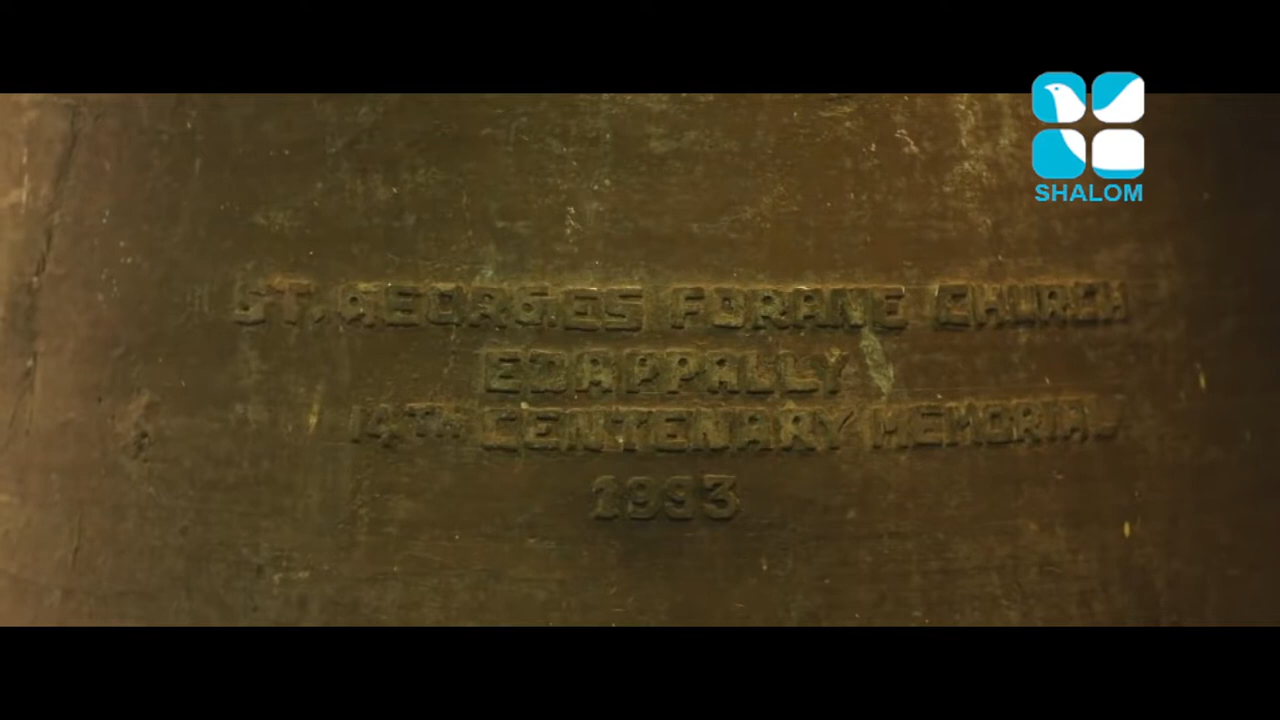 SHALOM
ST. GEORGES FORANE CHURCH
EDAPPALLY
14TH CENTENARY MEMORIAL
1993